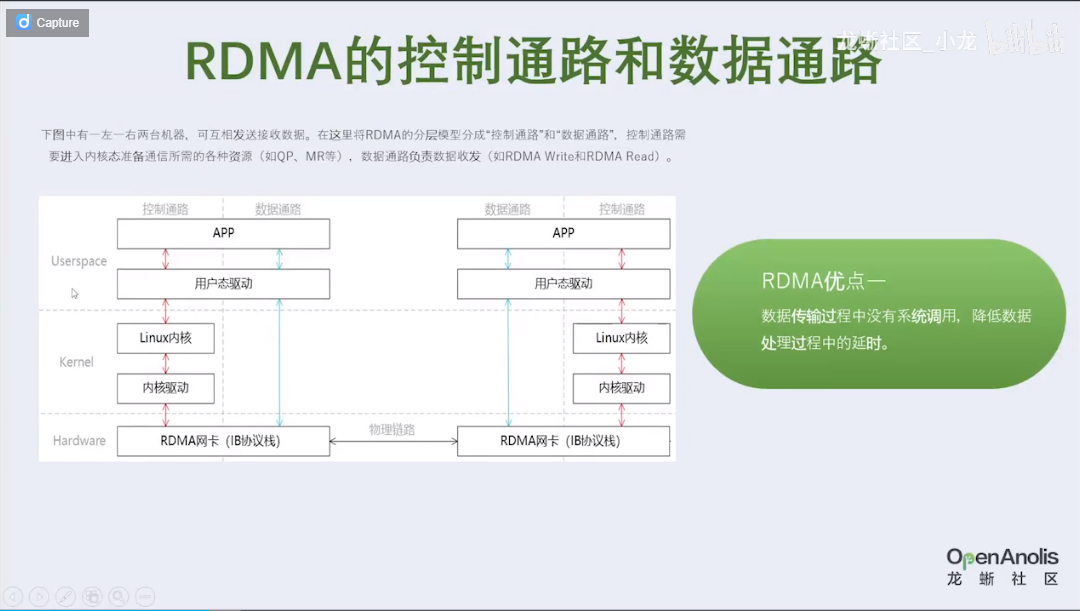 Capture
龙蜥社区_小龙 bilibili
RDMA的控制通路和数据通路
下图中有一左一右两台机器，可互相发送接收数据。在这里将RDMA的分层模型分成“控制通路”和“数据通路”，控制通路需
要进入内核态准备通信所需的各种资源（如QP、MR等），数据通路负责数据收发（如RDMA Write和RDMA Read）。
控制通路 数据通路 数据通路 控制通路
APP APP
Userspace
用户态驱动 用户态驱动
Linux内核 Linux内核
Kernel
内核驱动 内核驱动
物理链路
Hardware RDMA网卡（IB协议栈） RDMA网卡（IB协议栈）
RDMA优点一
数据传输过程中没有系统调用，降低数据
处理过程中的延时。
OpenAnolis
龙蜥社区